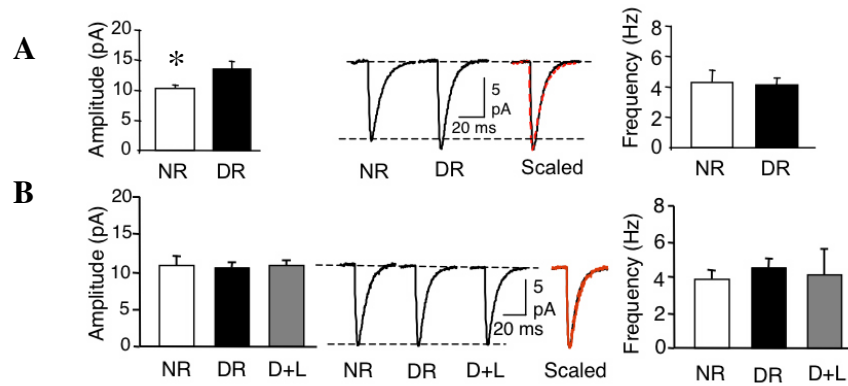 A
Amplitude (pA)
20
15
10
5
0
*
NR DR
5
pA
20 ms
NR DR Scaled
Frequency (Hz)
8
6
4
2
0
NR DR
B
Amplitude (pA)
20
15
10
5
0
NR DR D+L
5
pA
20 ms
NR DR D+L Scaled
Frequency (Hz)
8
6
4
2
0
NR DR D+L